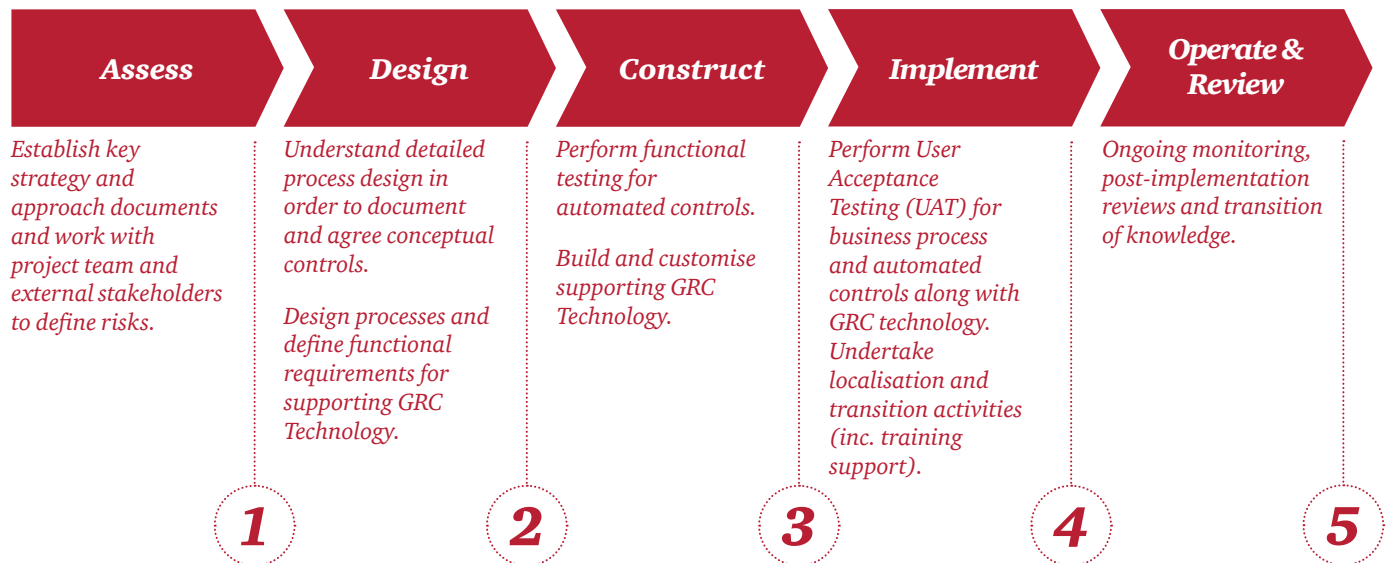 Assess
Design
Construct
Implement
Operate &
Review
Establish key
strategy and
approach documents
and work with
project team and
external stakeholders
to define risks.
Understand detailed
process design in
order to document
and agree conceptual
controls.
Design processes and
define functional
requirements for
supporting GRC
Technology.
Perform functional
testing for
automated controls.
Build and customise
supporting GRC
Technology.
Perform User
Acceptance
Testing (UAT) for
business process
and automated
controls along with
GRC technology.
Undertake
localisation and
transition activities
(inc. training
support).
Ongoing monitoring,
post-implementation
reviews and transition
of knowledge.
1
2
3
4
5